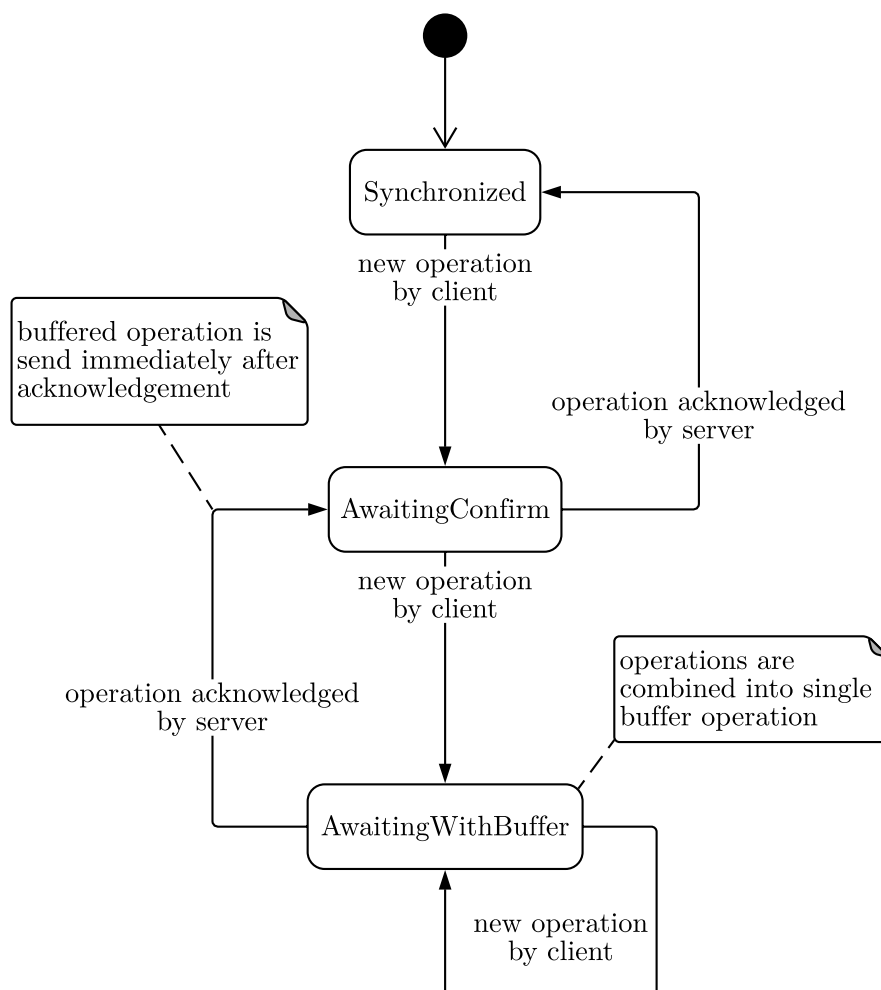 Synchronized
new operation
by client
buffered operation is
send immediately after
acknowledgement
operation acknowledged
by server
AwaitingConfirm
new operation
by client
operations are
combined into single
buffer operation
operation acknowledged
by server
AwaitingWithBuffer
new operation
by client